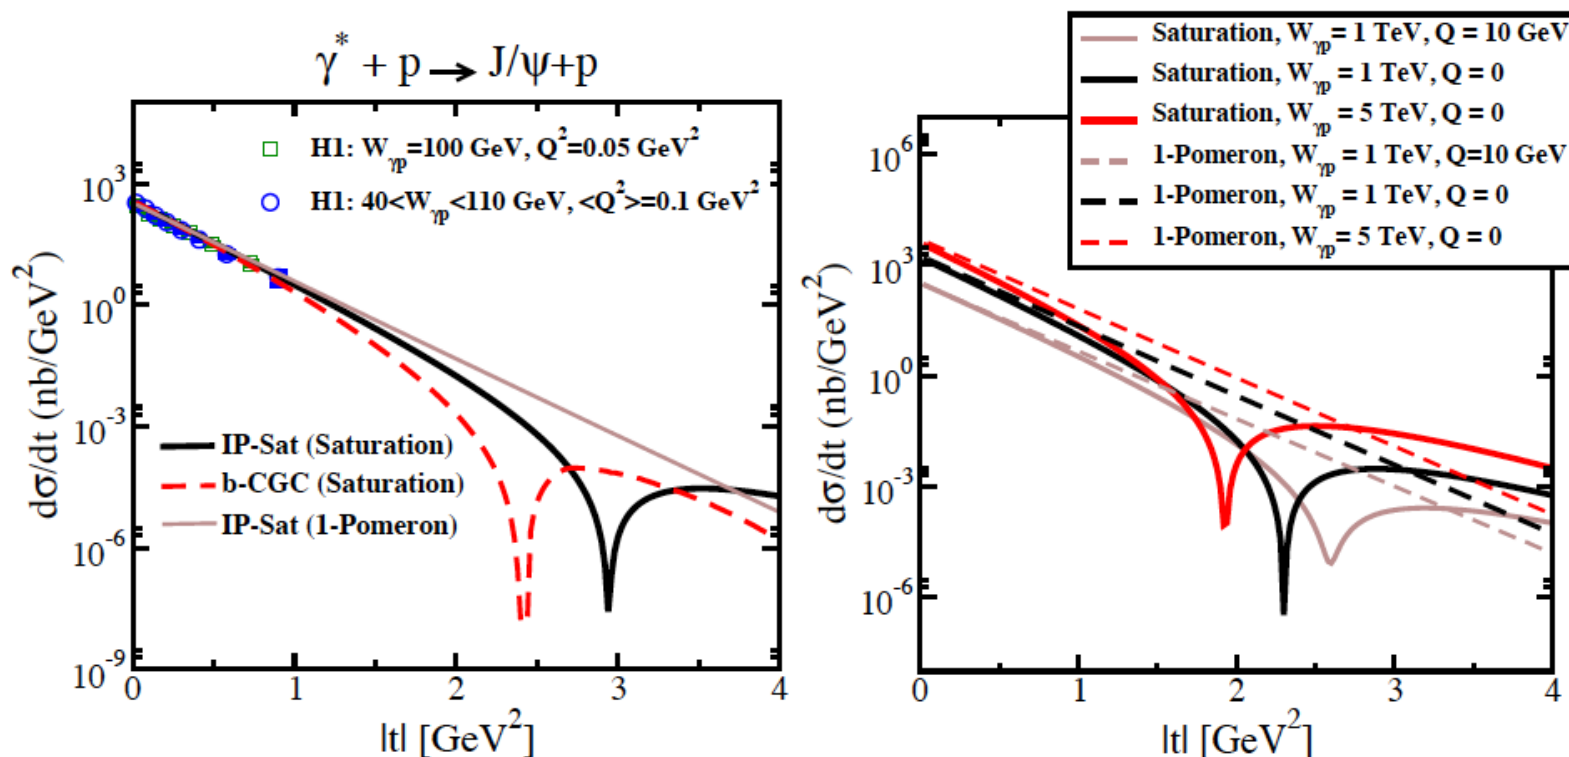 γ* + p → J/ψ+p
H1: Wγp=100 GeV, Q²=0.05 GeV²
H1: 40<Wγp<110 GeV, <Q²>=0.1 GeV²
10³
10⁰
10⁻³
10⁻⁶
10⁻⁹
dσ/dt (nb/GeV²)
IP-Sat (Saturation)
b-CGC (Saturation)
IP-Sat (1-Pomeron)
0 1 2 3 4
|t| [GeV²]
Saturation, Wγp= 1 TeV, Q = 10 GeV
Saturation, Wγp = 1 TeV, Q = 0
Saturation, Wγp = 5 TeV, Q = 0
1-Pomeron, Wγp = 1 TeV, Q=10 GeV
1-Pomeron, Wγp = 1 TeV, Q = 0
1-Pomeron, Wγp = 5 TeV, Q = 0
10⁶
10³
10⁰
10⁻³
10⁻⁶
dσ/dt (nb/GeV²)
0 1 2 3 4
|t| [GeV²]